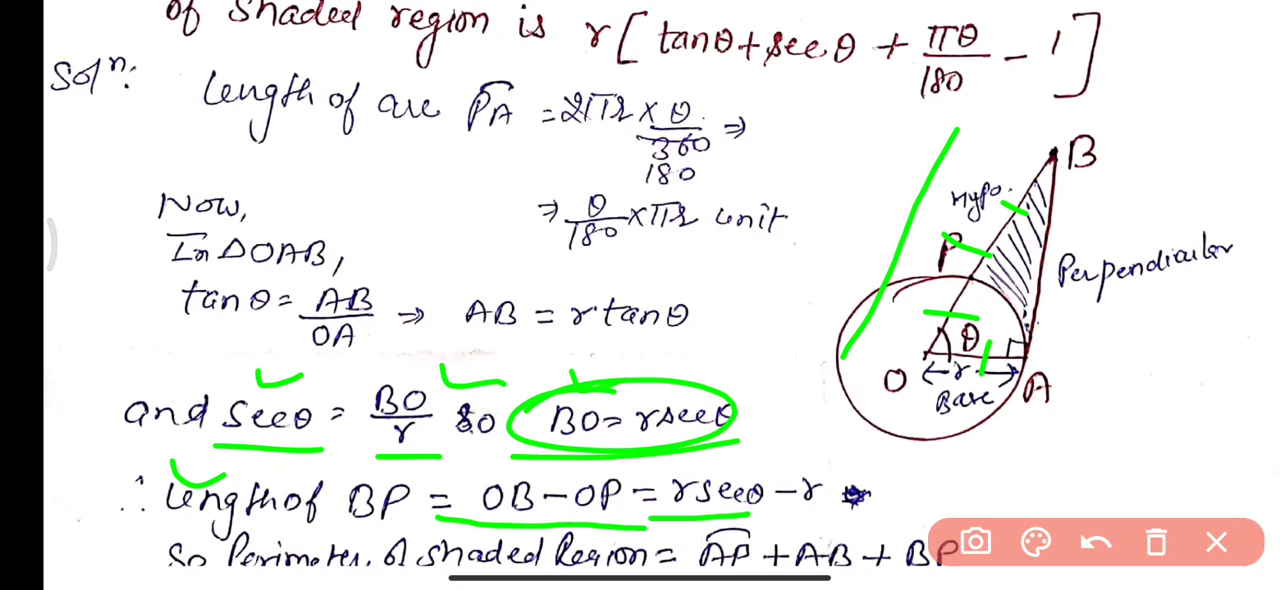 of shaded region is r[tanθ + secθ + πθ/180 - 1]
Solⁿ:
Length of arc PA = 2πr × θ/360 ⇒
180
⇒ θ/180 × πr unit
Now,
In ΔOAB,
tanθ = AB/OA ⇒ AB = r tanθ
and secθ = BO/r so BO = r secθ
∴ length of BP = OB - OP = r secθ - r
So Perimeter of shaded Region = AP + AB + BP
B
Hypo.
P
Perpendicular
θ
O
r
A
Base